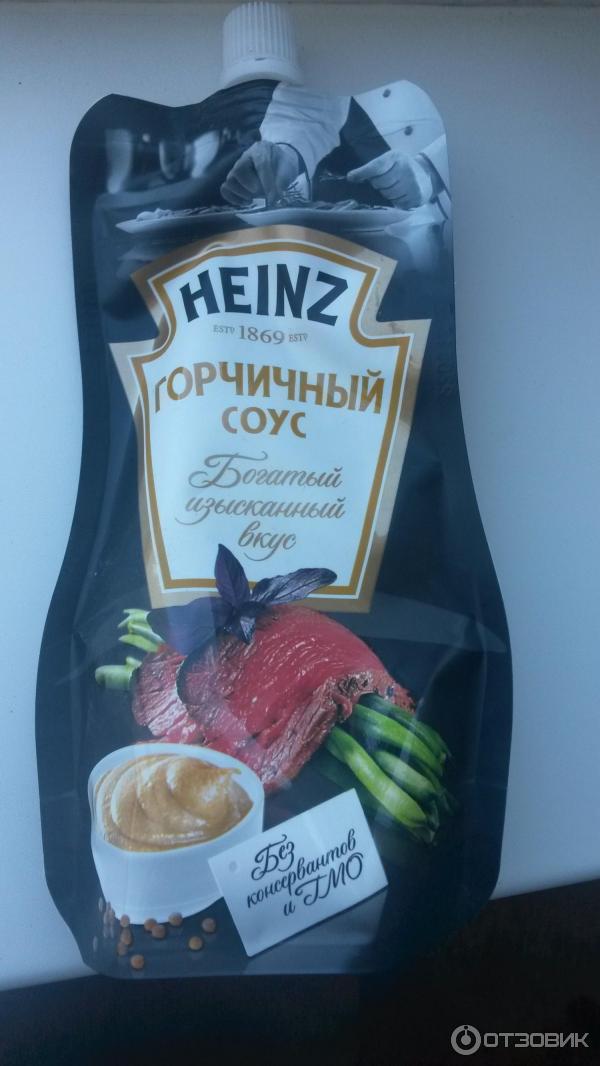 HEINZ
ESTD 1869 ESTD
ГОРЧИЧНЫЙ
СОУС
Богатый
изысканный
вкус
Без
консервантов
и ГМО
ОТЗОВИК